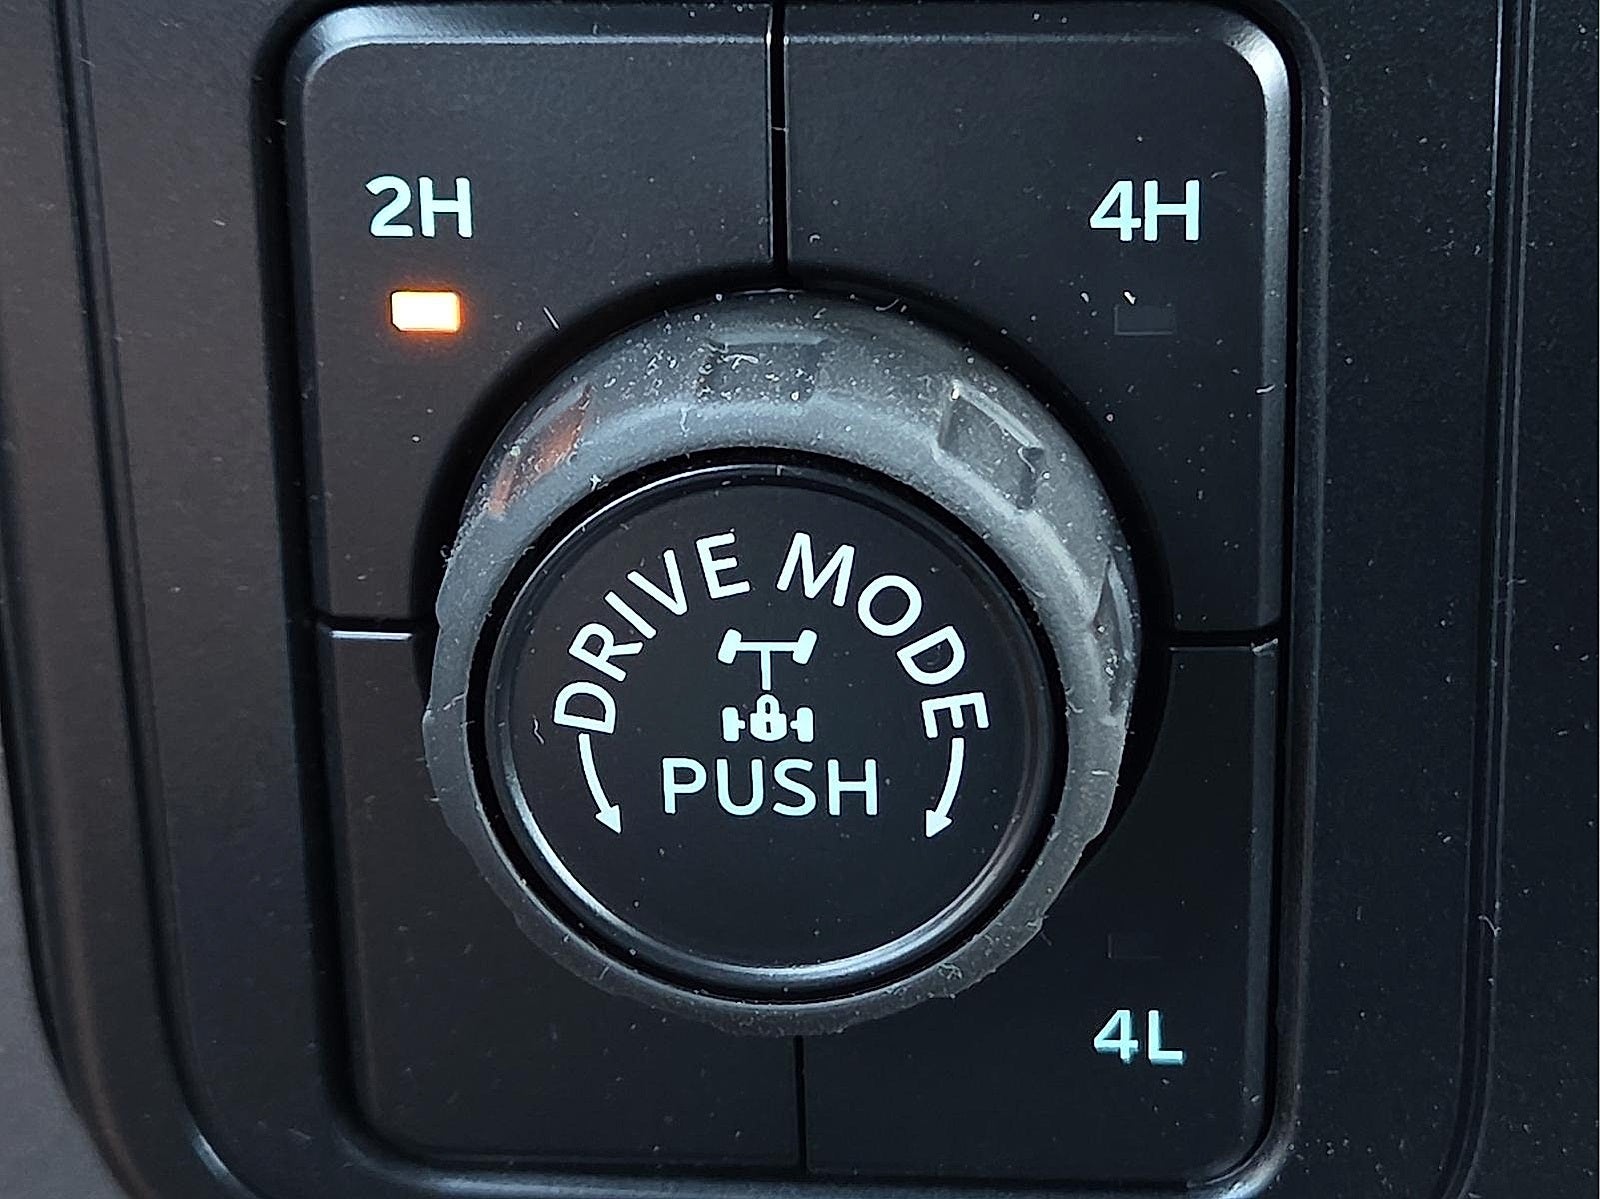 2H
4H
DRIVE MODE
PUSH
4L